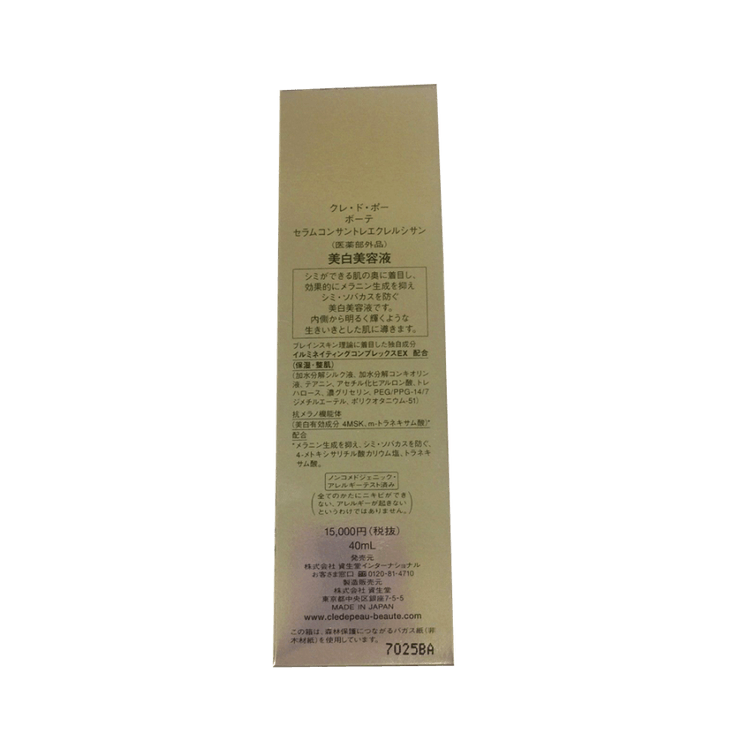 クレ・ド・ポー
ボーテ
セラムコンサントレエクレルシサン
(医薬部外品)
美白美容液
シミができる肌の奥に着目し、
効果的にメラニン生成を抑え
シミ・ソバカスを防ぐ
美白美容液です。
内側から明るく輝くような
生きいきとした肌に導きます。
ブレインスキン理論に着目した独自成分
イルミネイティングコンプレックスEX 配合
(保湿・整肌)
(加水分解シルク液、加水分解コンキオリン
液、テアニン、アセチル化ヒアルロン酸、トレ
ハロース、濃グリセリン、PEG/PPG-14/7
ジメチルエーテル、ポリクオタニウム-51)
抗メラノ機能体
(美白有効成分 4MSK、m-トラネキサム酸)*
配合
*メラニン生成を抑え、シミ・ソバカスを防ぐ、
4-メトキシサリチル酸カリウム塩、トラネキ
サム酸。
ノンコメドジェニック・
アレルギーテスト済み
(全てのかたにニキビができ
ない、アレルギーが起きない
というわけではありません。)
15,000円(税抜)
40mL
発売元
株式会社 資生堂インターナショナル
お客さま窓口 0120-81-4710
製造販売元
株式会社 資生堂
東京都中央区銀座7-5-5
MADE IN JAPAN
www.cledepeau-beaute.com
この箱は、森林保護につながるバガス紙(非
木材紙)を使用しています。
7025BA